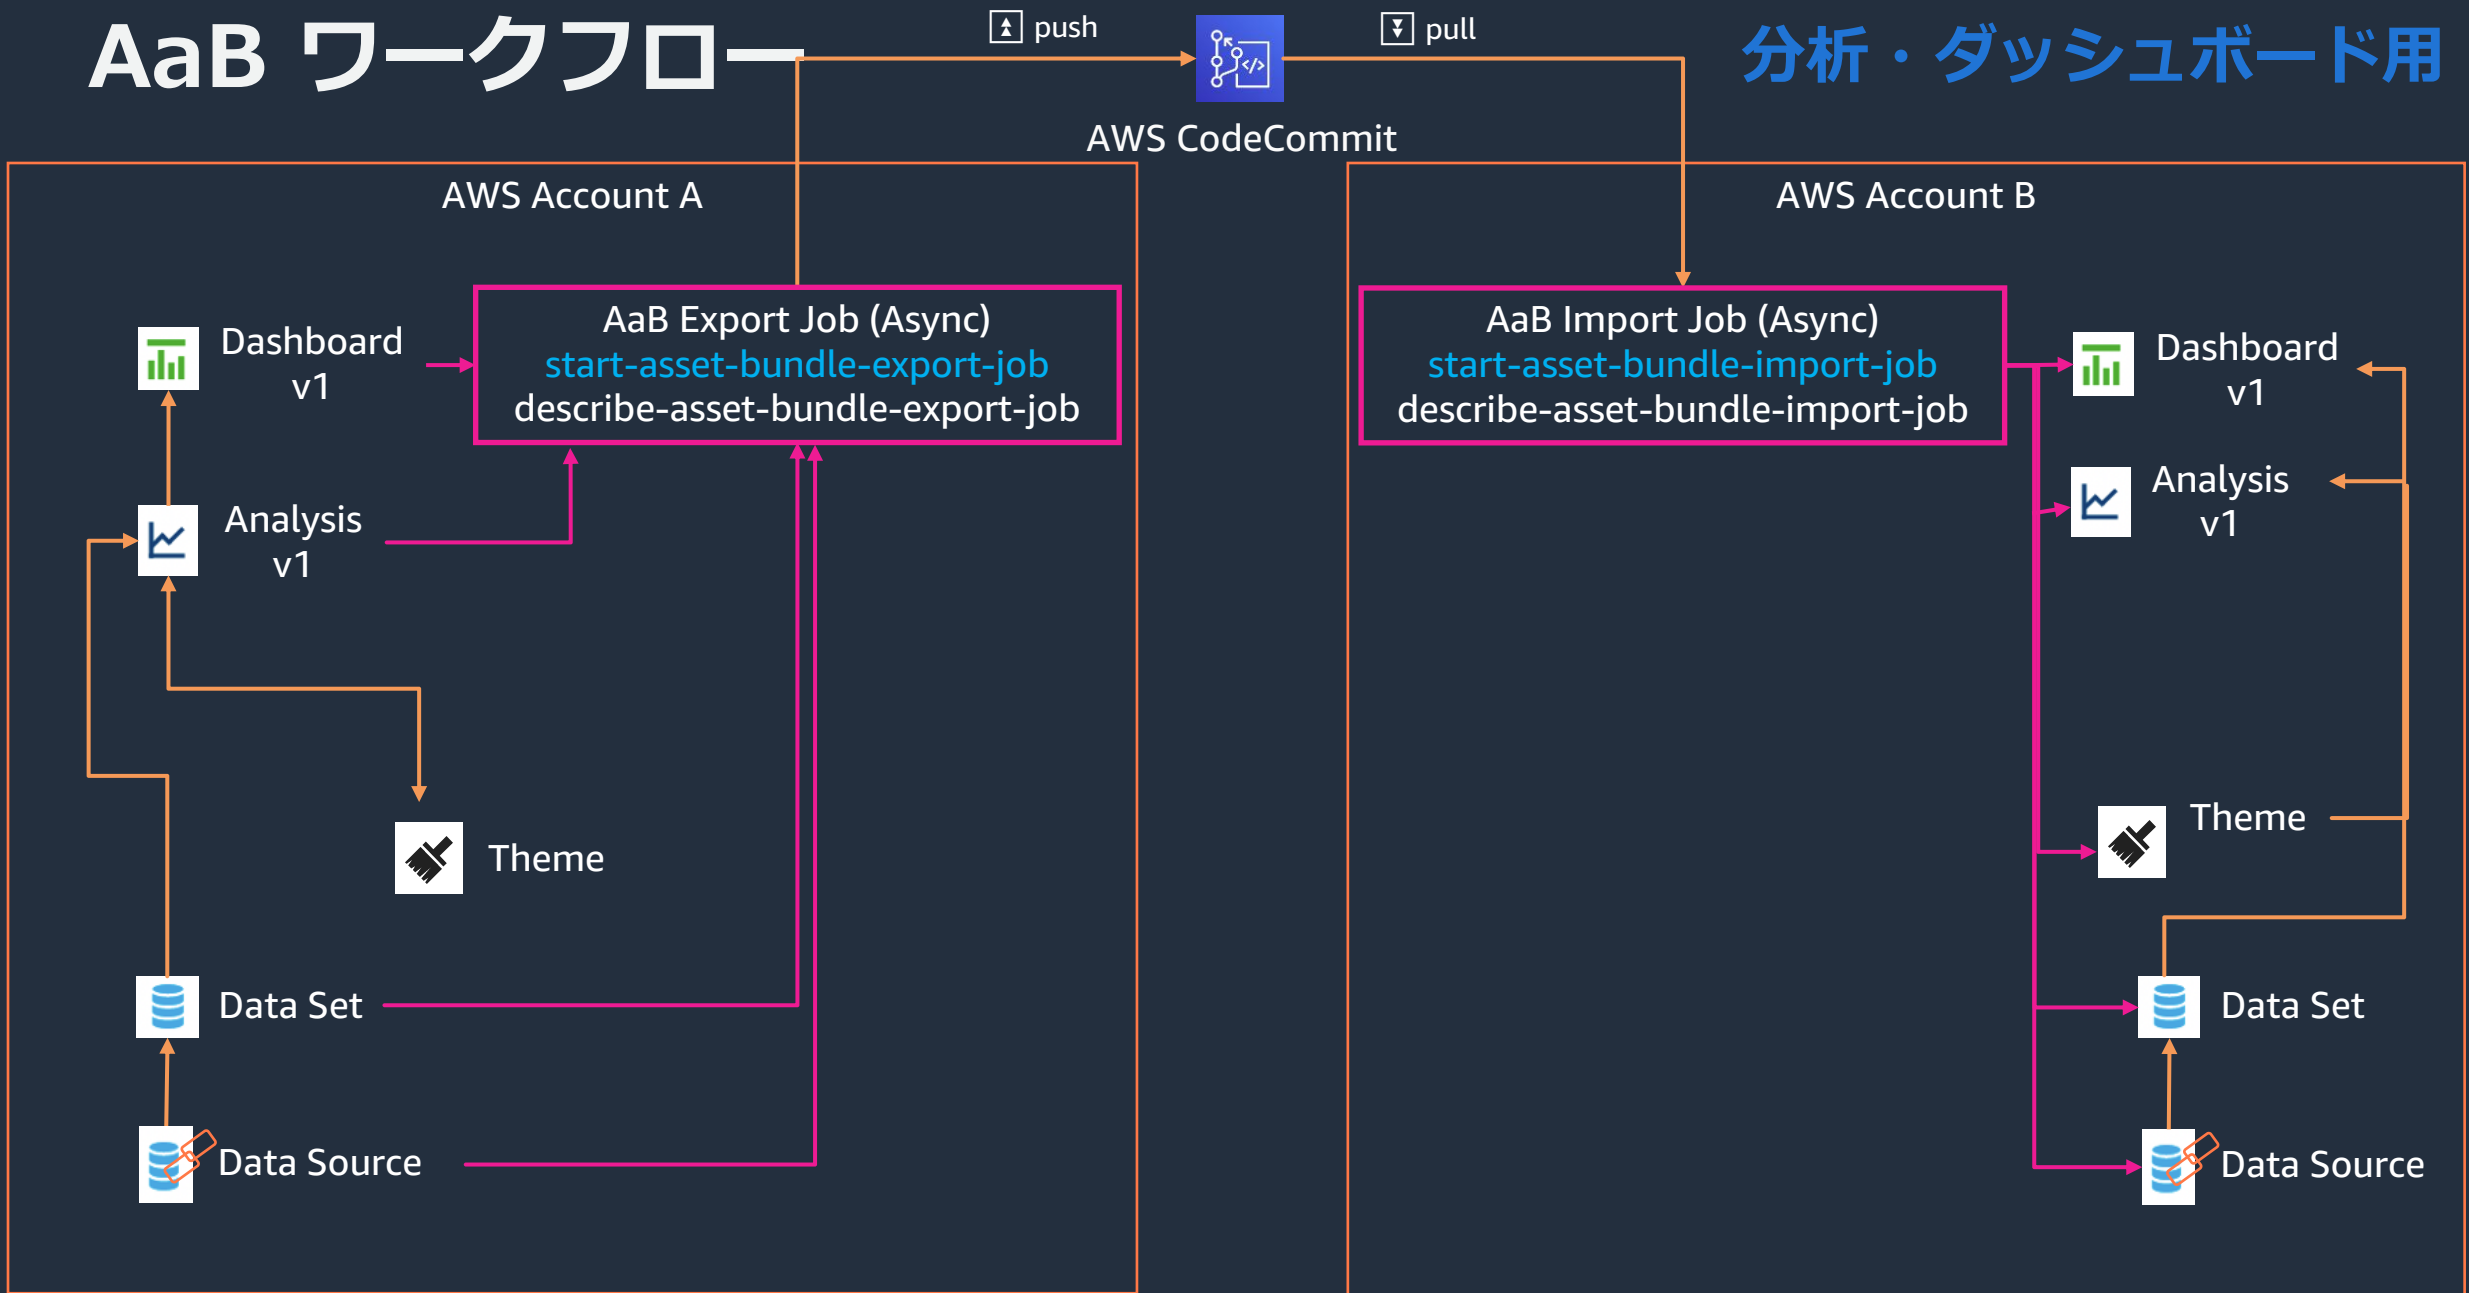 AaB ワークフロー
push
pull
分析・ダッシュボード用
AWS CodeCommit
AWS Account A
Dashboard
v1
AaB Export Job (Async)
start-asset-bundle-export-job
describe-asset-bundle-export-job
Analysis
v1
Theme
Data Set
Data Source
AWS Account B
AaB Import Job (Async)
start-asset-bundle-import-job
describe-asset-bundle-import-job
Dashboard
v1
Analysis
v1
Theme
Data Set
Data Source